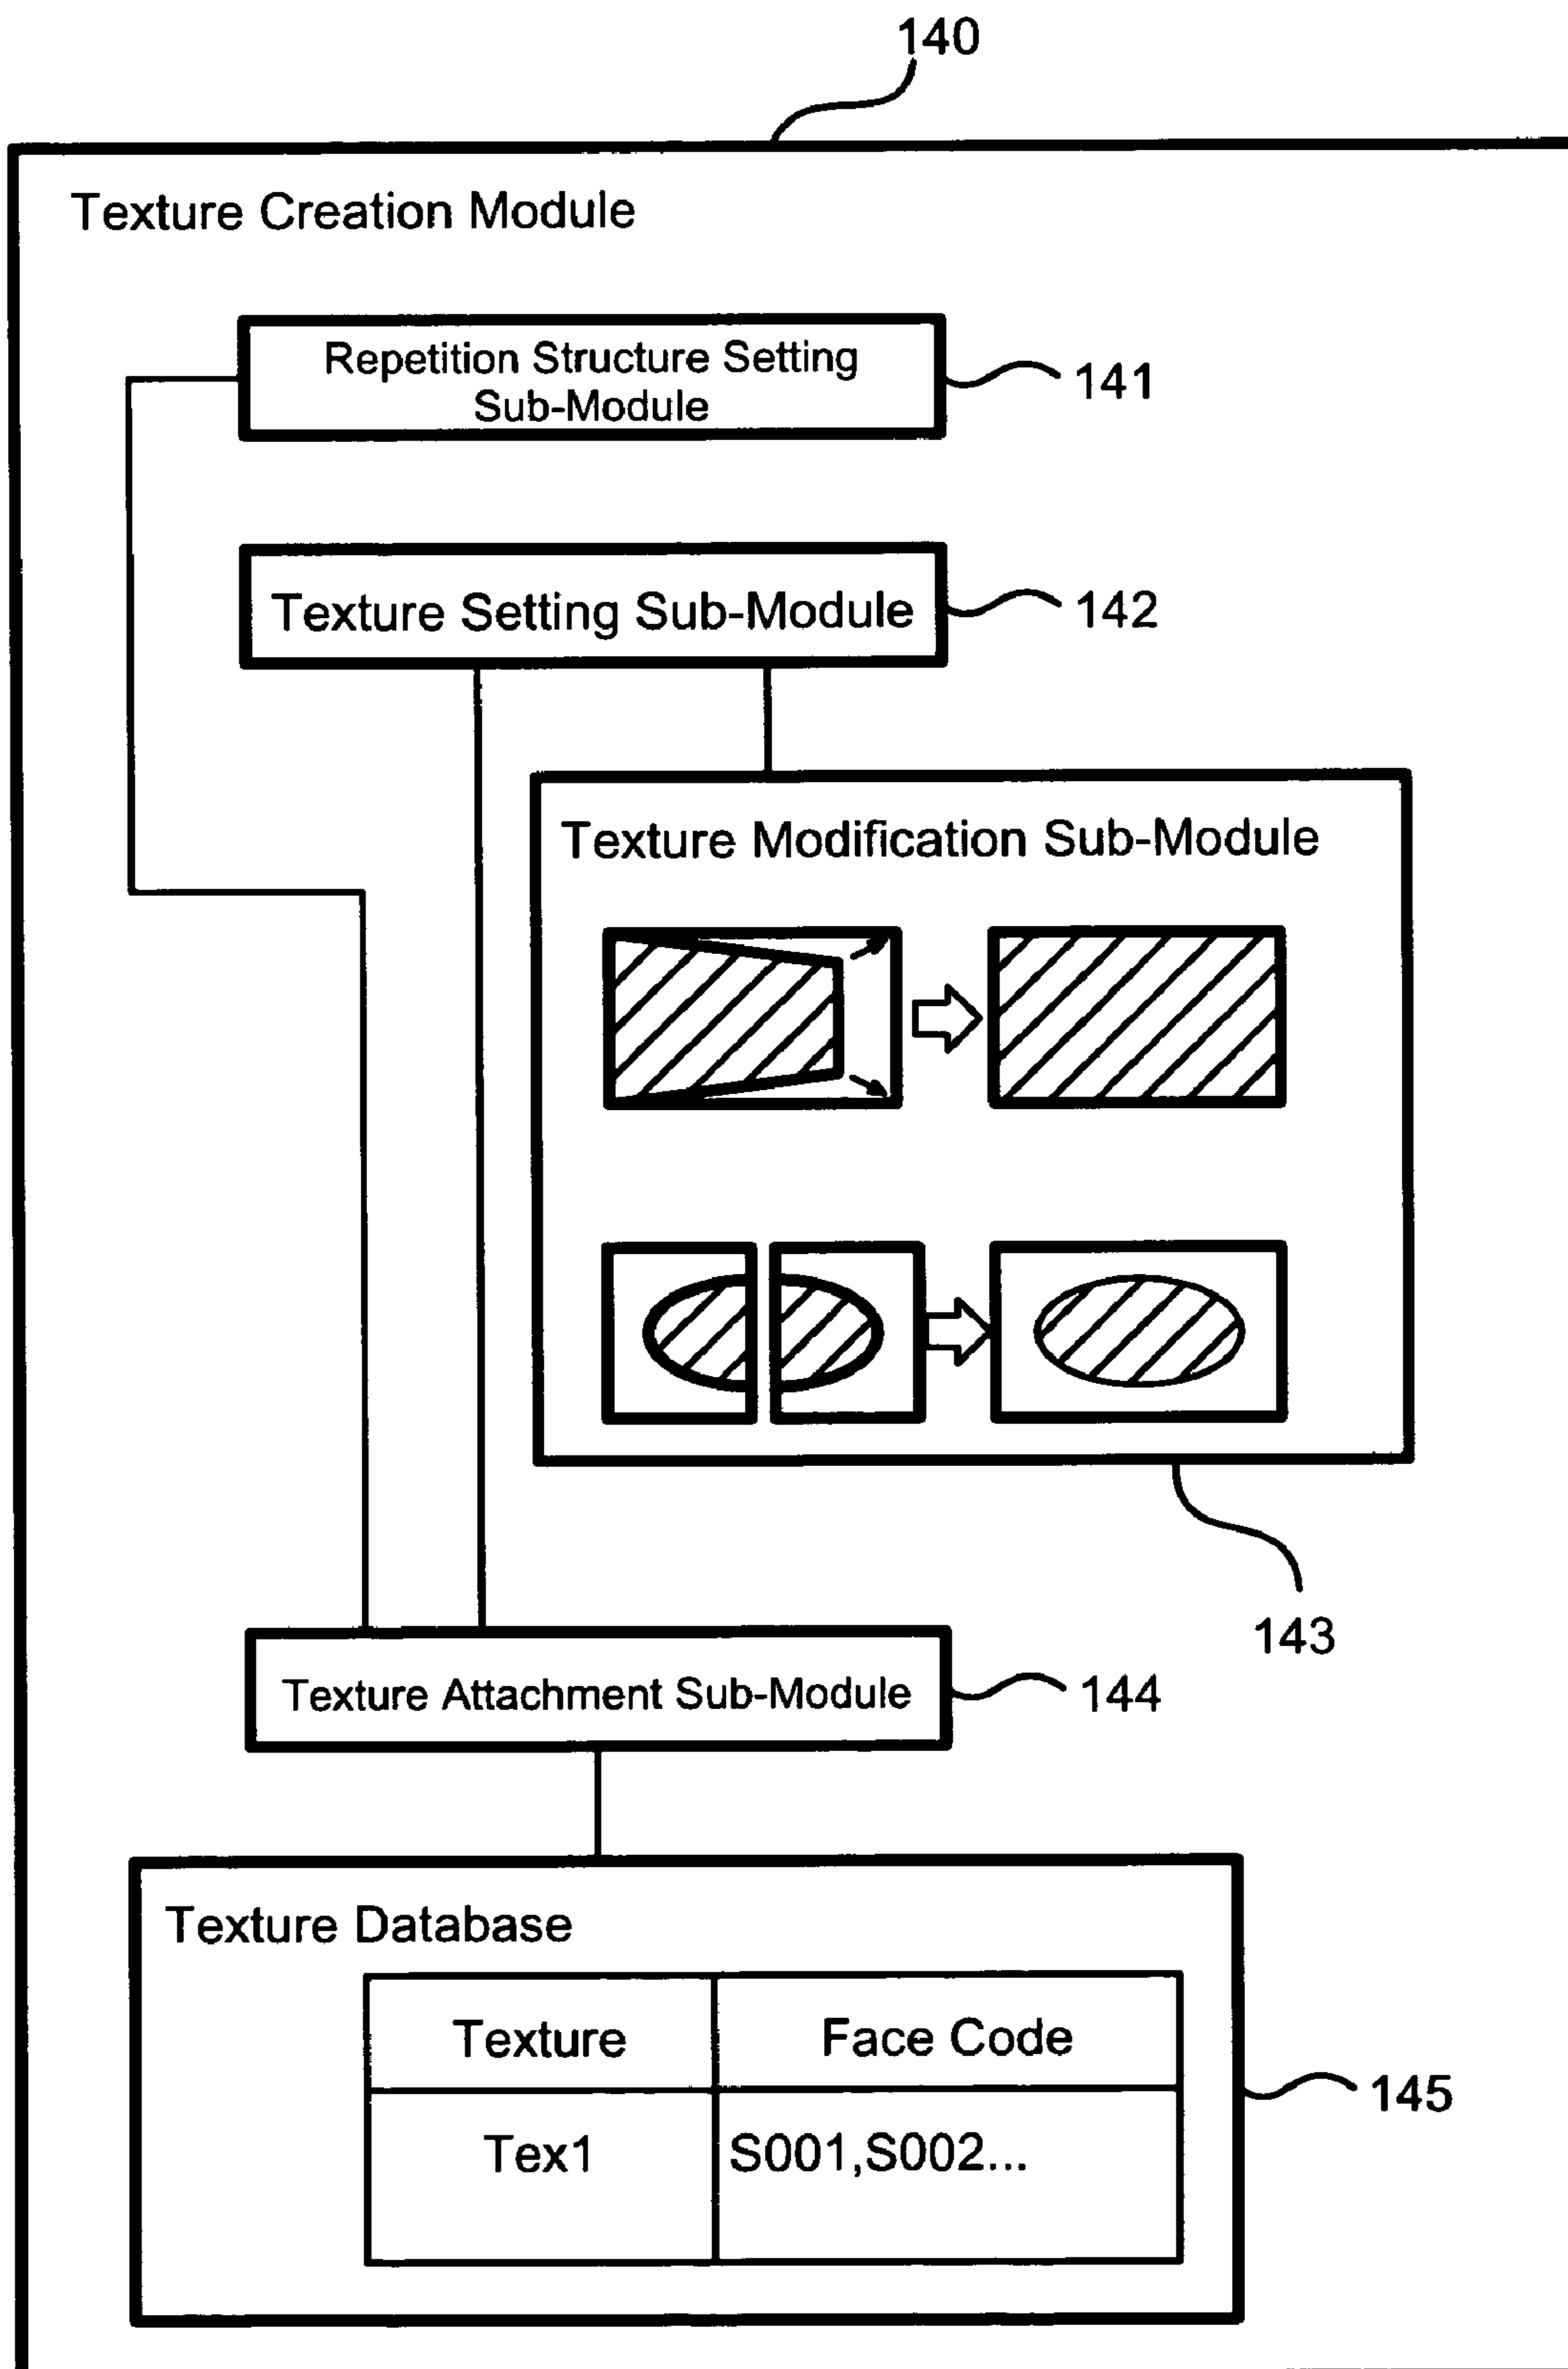 140
Texture Creation Module
Repetition Structure Setting
Sub-Module
141
Texture Setting Sub-Module
142
Texture Modification Sub-Module
143
Texture Attachment Sub-Module
144
Texture Database
Texture
Face Code
145
Tex1
S001,S002...